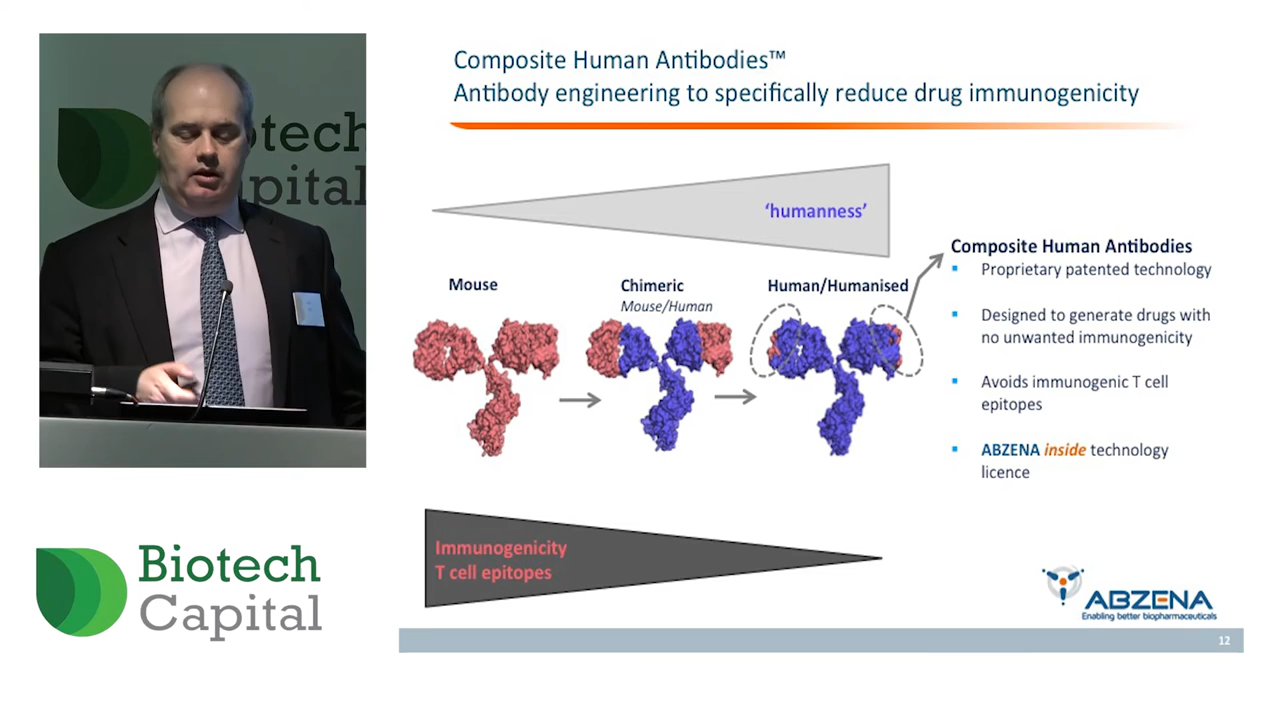 Biotech
Capital
Composite Human Antibodies™
Antibody engineering to specifically reduce drug immunogenicity
'humanness'
Mouse
Chimeric
Mouse/Human
Human/Humanised
Composite Human Antibodies
Proprietary patented technology
Designed to generate drugs with
no unwanted immunogenicity
Avoids immunogenic T cell
epitopes
ABZENA inside technology
licence
Immunogenicity
T cell epitopes
Biotech
Capital
ABZENA
Enabling better biopharmaceuticals
12